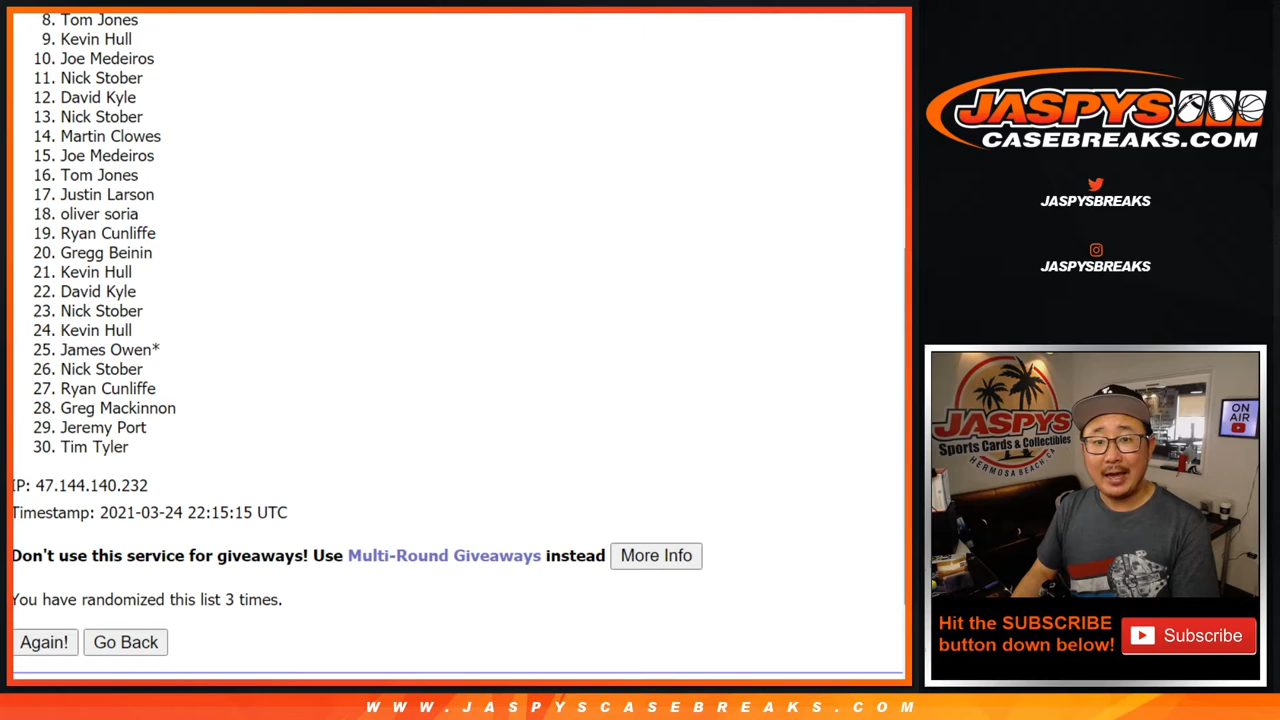 8. Tom Jones
9. Kevin Hull
10. Joe Medeiros
11. Nick Stober
12. David Kyle
13. Nick Stober
14. Martin Clowes
15. Joe Medeiros
16. Tom Jones
17. Justin Larson
18. oliver soria
19. Ryan Cunliffe
20. Gregg Beinin
21. Kevin Hull
22. David Kyle
23. Nick Stober
24. Kevin Hull
25. James Owen*
26. Nick Stober
27. Ryan Cunliffe
28. Greg Mackinnon
29. Jeremy Port
30. Tim Tyler
IP: 47.144.140.232
Timestamp: 2021-03-24 22:15:15 UTC
Don't use this service for giveaways! Use Multi-Round Giveaways instead More Info
You have randomized this list 3 times.
Again! Go Back
JASPYS
CASEBREAKS.COM
JASPYSBREAKS
JASPYSBREAKS
JASPYS
Sports Cards & Collectibles
HERMOSA BEACH, CA
ON
AIR
Hit the SUBSCRIBE
button down below!
Subscribe
WWW.JASPYSCASEBREAKS.COM